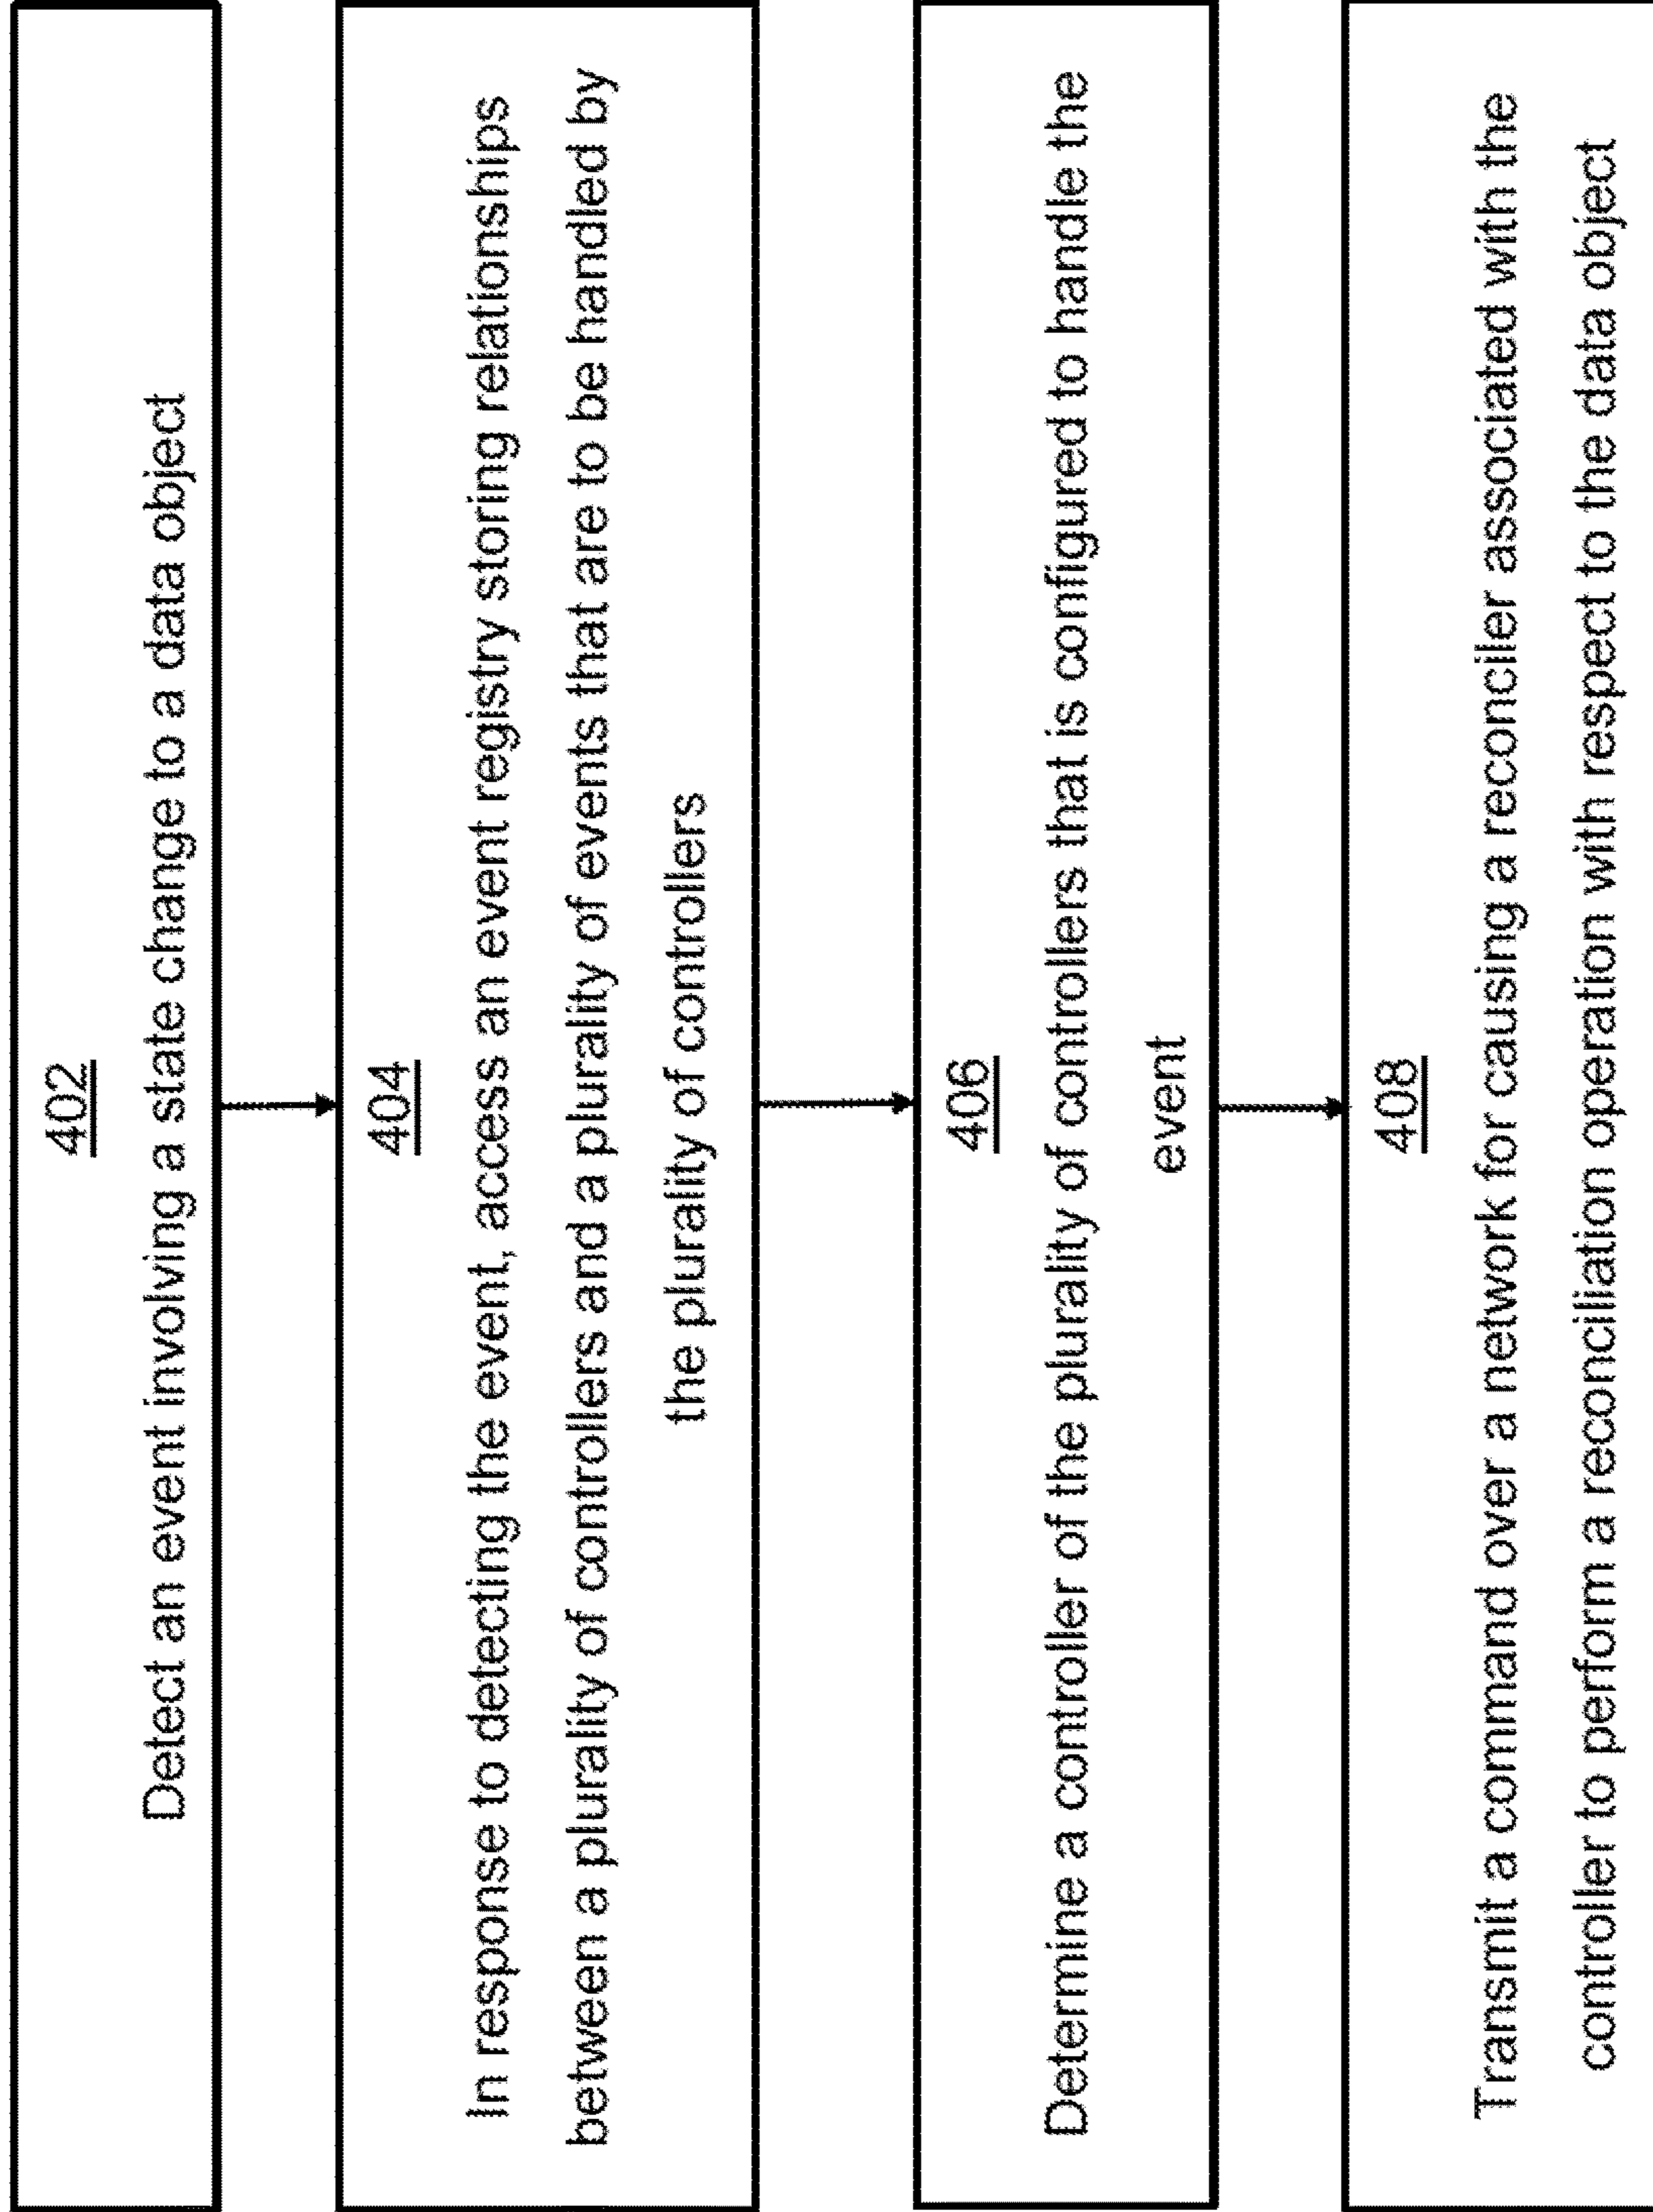 402
Detect an event involving a state change to a data object
404
In response to detecting the event, access an event registry storing relationships
between a plurality of controllers and a plurality of events that are to be handled by
the plurality of controllers
406
Determine a controller of the plurality of controllers that is configured to handle the
event
408
Transmit a command over a network for causing a reconciler associated with the
controller to perform a reconciliation operation with respect to the data object